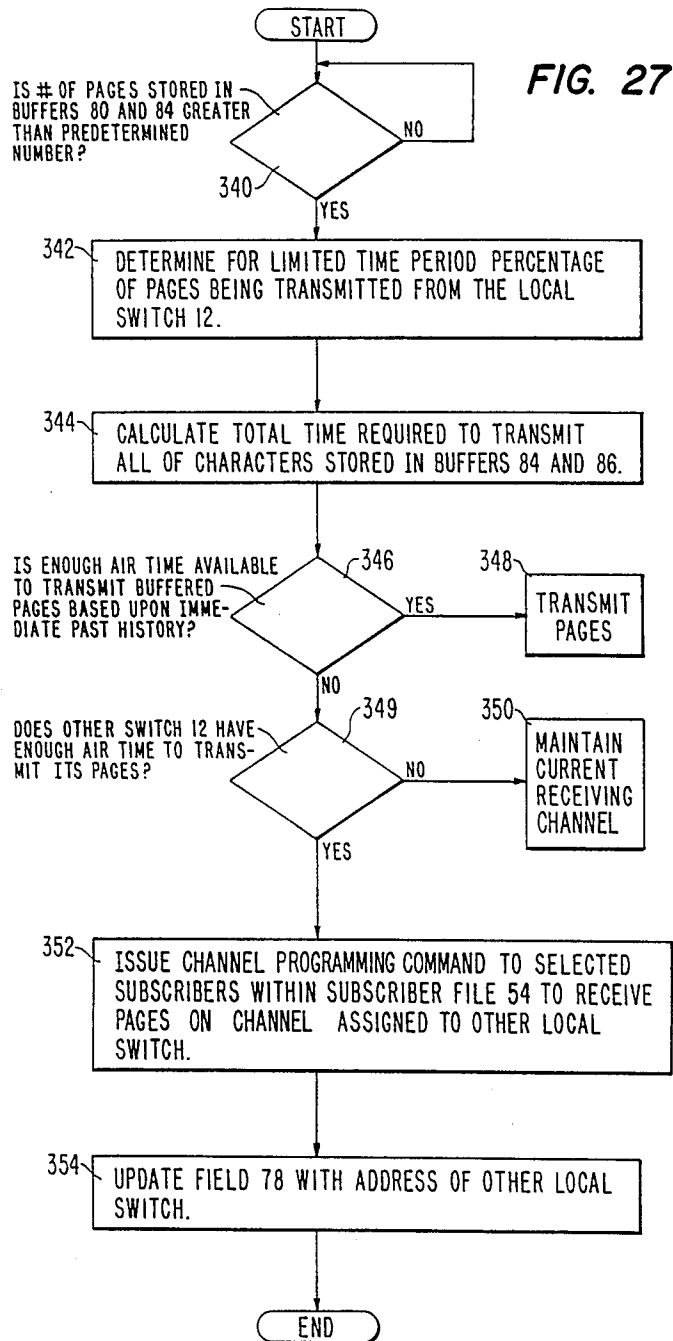 START
FIG. 27
IS # OF PAGES STORED IN
BUFFERS 80 AND 84 GREATER
THAN PREDETERMINED
NUMBER?
NO
340
YES
342
DETERMINE FOR LIMITED TIME PERIOD PERCENTAGE
OF PAGES BEING TRANSMITTED FROM THE LOCAL
SWITCH 12.
344
CALCULATE TOTAL TIME REQUIRED TO TRANSMIT
ALL OF CHARACTERS STORED IN BUFFERS 84 AND 86.
IS ENOUGH AIR TIME AVAILABLE
TO TRANSMIT BUFFERED
PAGES BASED UPON IMME-
DIATE PAST HISTORY?
346
YES
348
TRANSMIT
PAGES
NO
DOES OTHER SWITCH 12 HAVE
ENOUGH AIR TIME TO TRANS-
MIT ITS PAGES?
349
NO
350
MAINTAIN
CURRENT
RECEIVING
CHANNEL
YES
352
ISSUE CHANNEL PROGRAMMING COMMAND TO SELECTED
SUBSCRIBERS WITHIN SUBSCRIBER FILE 54 TO RECEIVE
PAGES ON CHANNEL ASSIGNED TO OTHER LOCAL
SWITCH.
354
UPDATE FIELD 78 WITH ADDRESS OF OTHER LOCAL
SWITCH.
END